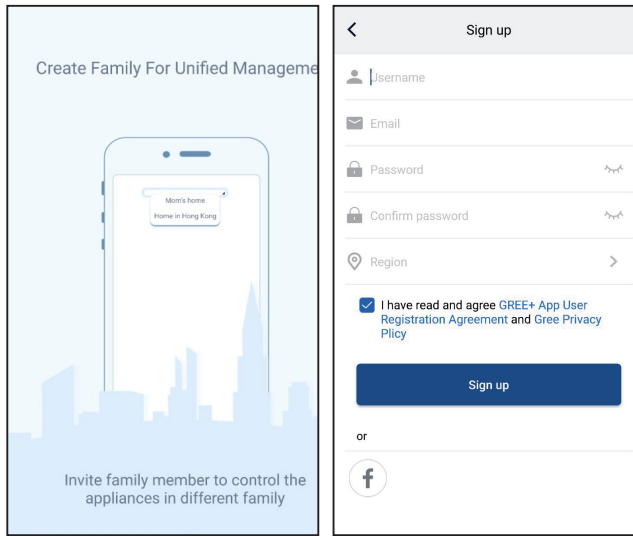 Create Family For Unified Manageme
Mom's home
Home in Hong Kong
Invite family member to control the
appliances in different family
Sign up
Username
Email
Password
Confirm password
Region
I have read and agree GREE+ App User
Registration Agreement and Gree Privacy
Plicy
Sign up
or
f